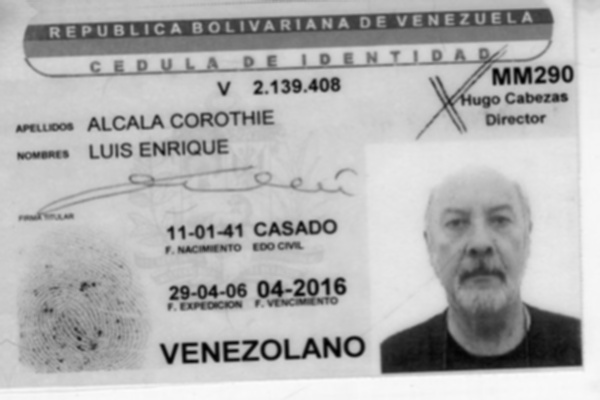 REPUBLICA BOLIVARIANA DE VENEZUELA
CEDULA DE IDENTIDAD
V 2.139.408
MM290
Hugo Cabezas
Director
APELLIDOS ALCALA COROTHIE
NOMBRES LUIS ENRIQUE
FIRMA TITULAR
11-01-41 CASADO
F. NACIMIENTO EDO CIVIL
29-04-06 04-2016
F. EXPEDICION F. VENCIMIENTO
VENEZOLANO